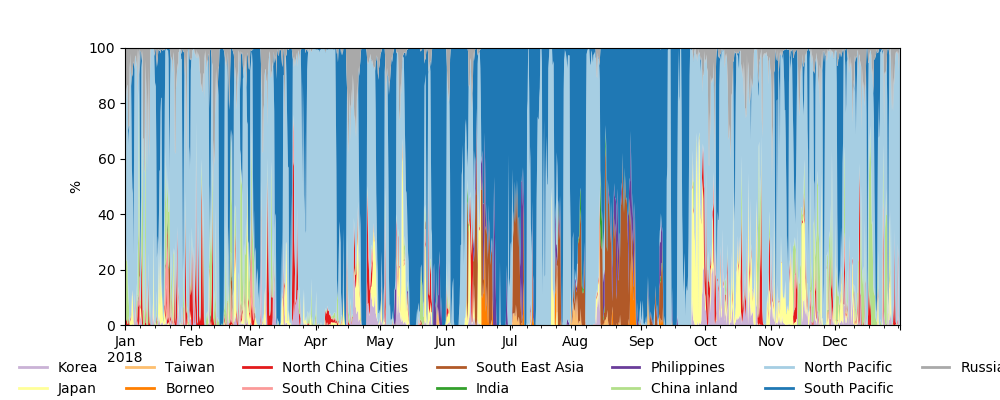 100
80
60
40
20
0
%
Jan Feb Mar Apr May Jun Jul Aug Sep Oct Nov Dec
2018
Korea Taiwan North China Cities South East Asia Philippines North Pacific
Japan Borneo South China Cities India China inland South Pacific